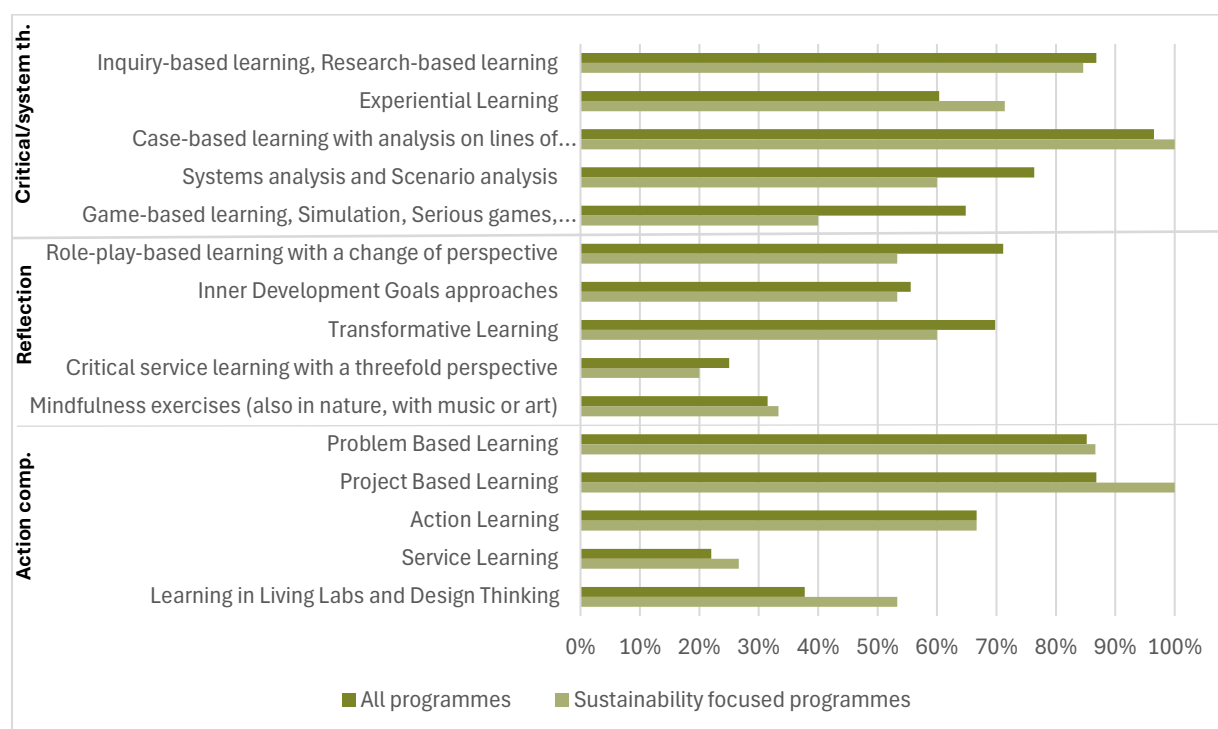 Critical/system th.
Inquiry-based learning, Research-based learning
Experiential Learning
Case-based learning with analysis on lines of...
Systems analysis and Scenario analysis
Game-based learning, Simulation, Serious games,...
Reflection
Role-play-based learning with a change of perspective
Inner Development Goals approaches
Transformative Learning
Critical service learning with a threefold perspective
Mindfulness exercises (also in nature, with music or art)
Action comp.
Problem Based Learning
Project Based Learning
Action Learning
Service Learning
Learning in Living Labs and Design Thinking
0% 10% 20% 30% 40% 50% 60% 70% 80% 90% 100%
All programmes Sustainability focused programmes